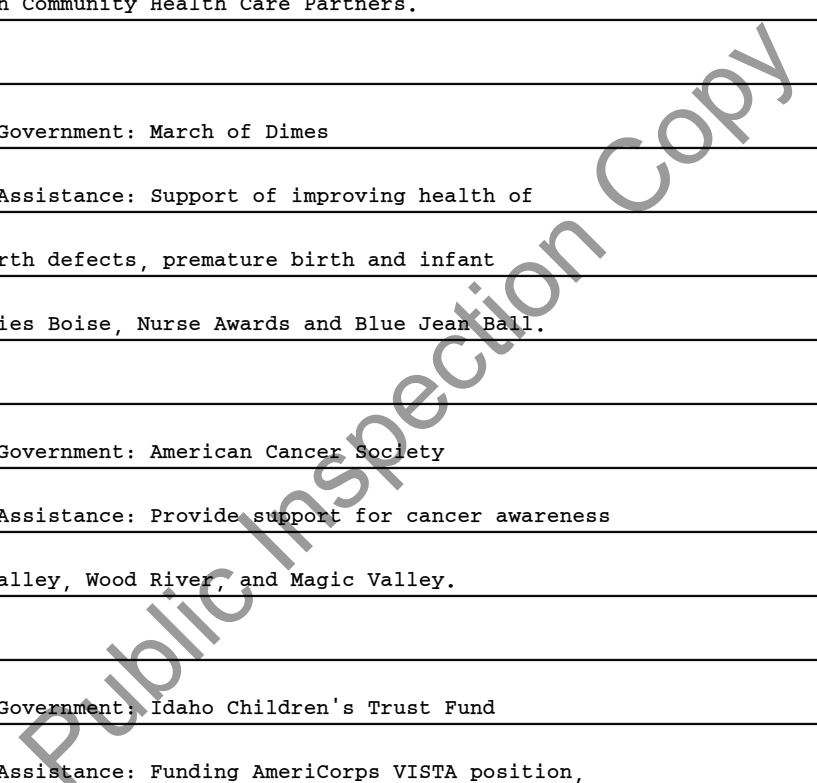 n Community Health Care Partners.
Government: March of Dimes
Assistance: Support of improving health of
rth defects, premature birth and infant
ies Boise, Nurse Awards and Blue Jean Ball.
Government: American Cancer Society
Assistance: Provide support for cancer awareness
alley, Wood River, and Magic Valley.
Government: Idaho Children's Trust Fund
Assistance: Funding AmeriCorps VISTA position,
Public Inspection Copy